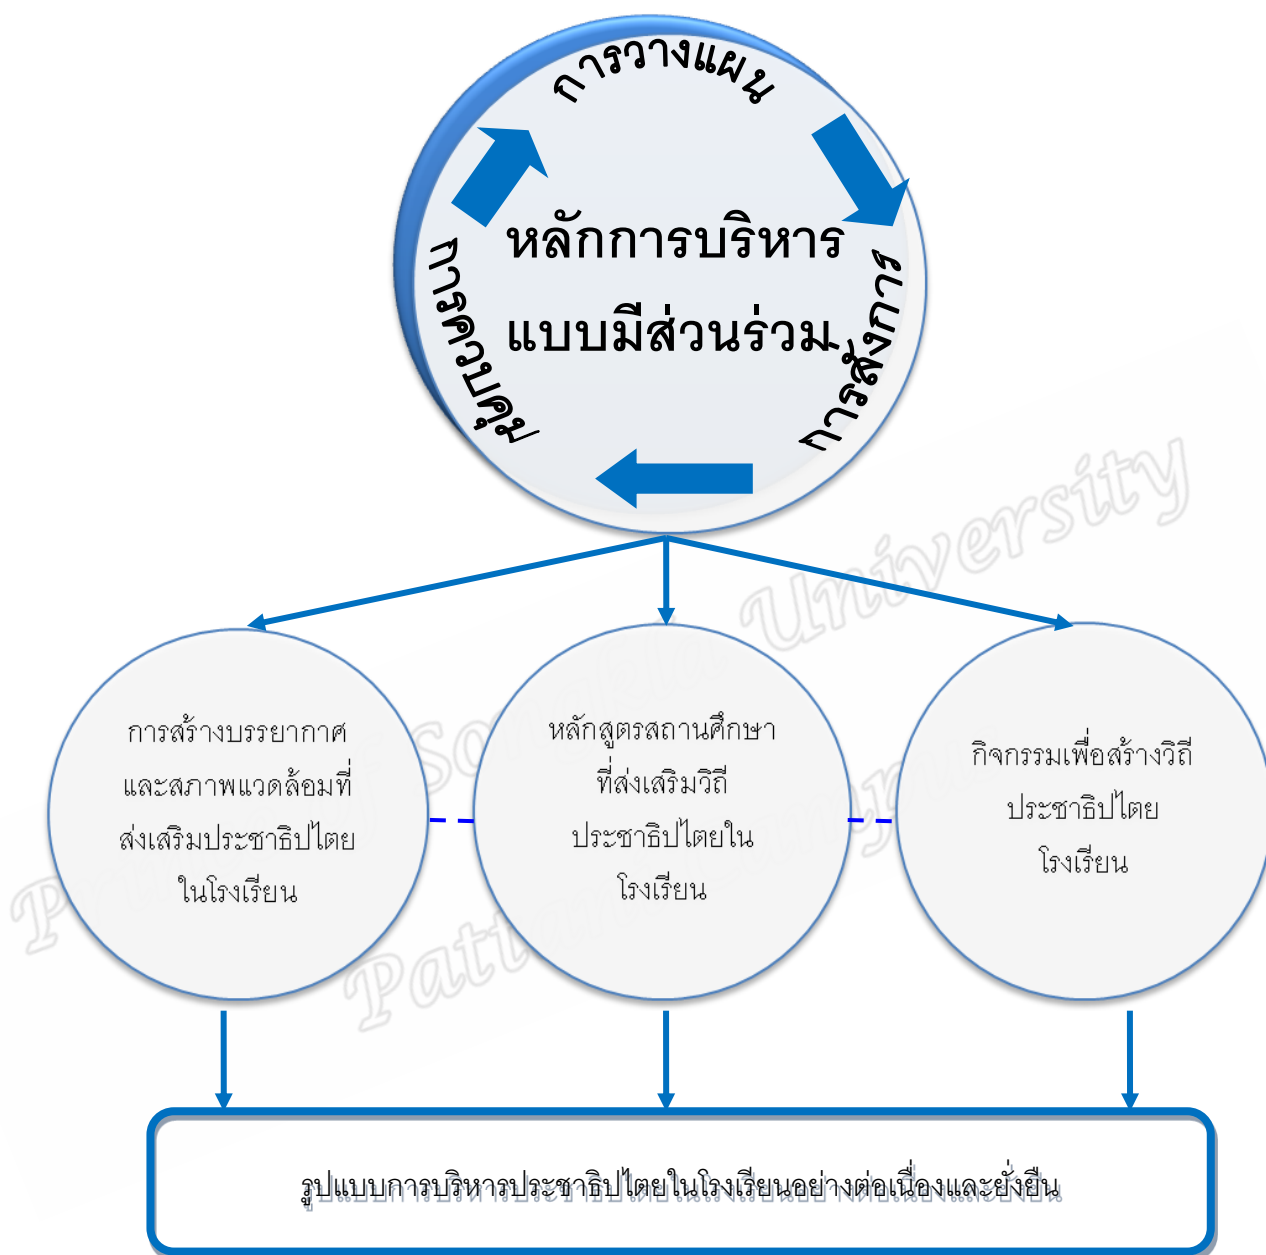 การวางแผน
หลักการบริหาร
แบบมีส่วนร่วม
การสั่งการ
การควบคุม
การสร้างบรรยากาศ
และสภาพแวดล้อมที่
ส่งเสริมประชาธิปไตย
ในโรงเรียน
หลักสูตรสถานศึกษา
ที่ส่งเสริมวิถี
ประชาธิปไตยใน
โรงเรียน
กิจกรรมเพื่อสร้างวิถี
ประชาธิปไตย
โรงเรียน
รูปแบบการบริหารประชาธิปไตยในโรงเรียนอย่างต่อเนื่องและยั่งยืน
Prince of Songkla University
Pattani Campus